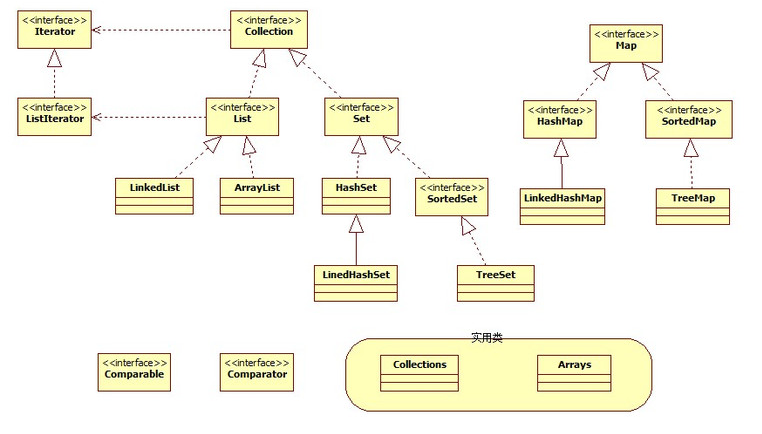 <<interface>>
Iterator
<<interface>>
Collection
<<interface>>
Map
<<interface>>
ListIterator
<<interface>>
List
<<interface>>
Set
<<interface>>
HashMap
<<interface>>
SortedMap
LinkedList
ArrayList
HashSet
<<interface>>
SortedSet
LinkedHashMap
TreeMap
LinedHashSet
TreeSet
实用类
<<interface>>
Comparable
<<interface>>
Comparator
Collections
Arrays